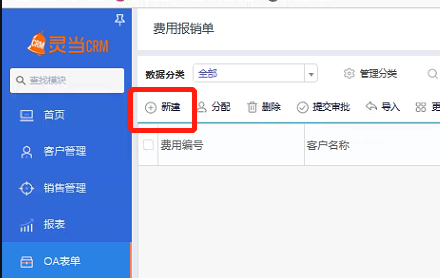 费用报销单
CRM 灵当CRM
查找模块
数据分类 全部 管理分类
首页
新建 分配 删除 提交审批 导入
客户管理
费用编号 客户名称
销售管理
报表
OA表单